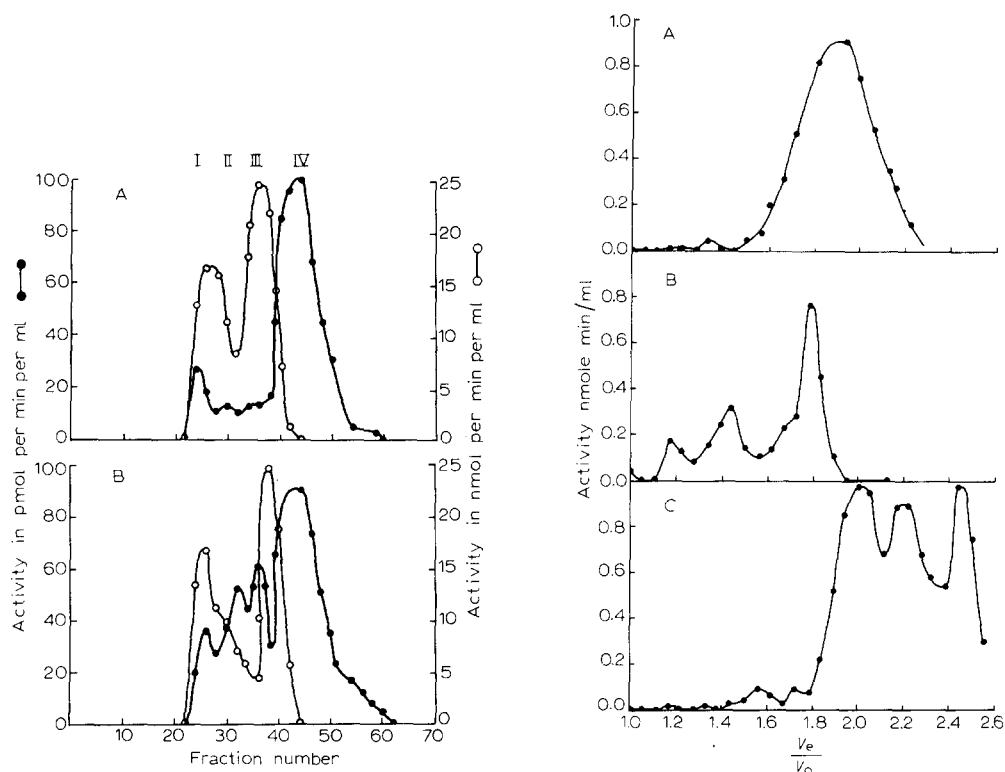 I II III IV
A
100
80
60
40
20
0
25
20
15
10
5
0
B
100
80
60
40
20
0
25
20
15
10
5
0
10 20 30 40 50 60 70
Fraction number
Activity in pmol per min per ml
Activity in nmol per min per ml
A
1.0
0.8
0.6
0.4
0.2
0.0
B
0.8
0.6
0.4
0.2
0.0
C
0.8
0.6
0.4
0.2
0.0
1.0 1.2 1.4 1.6 1.8 2.0 2.2 2.4 2.6
Ve
Vo
Activity nmole min/ml